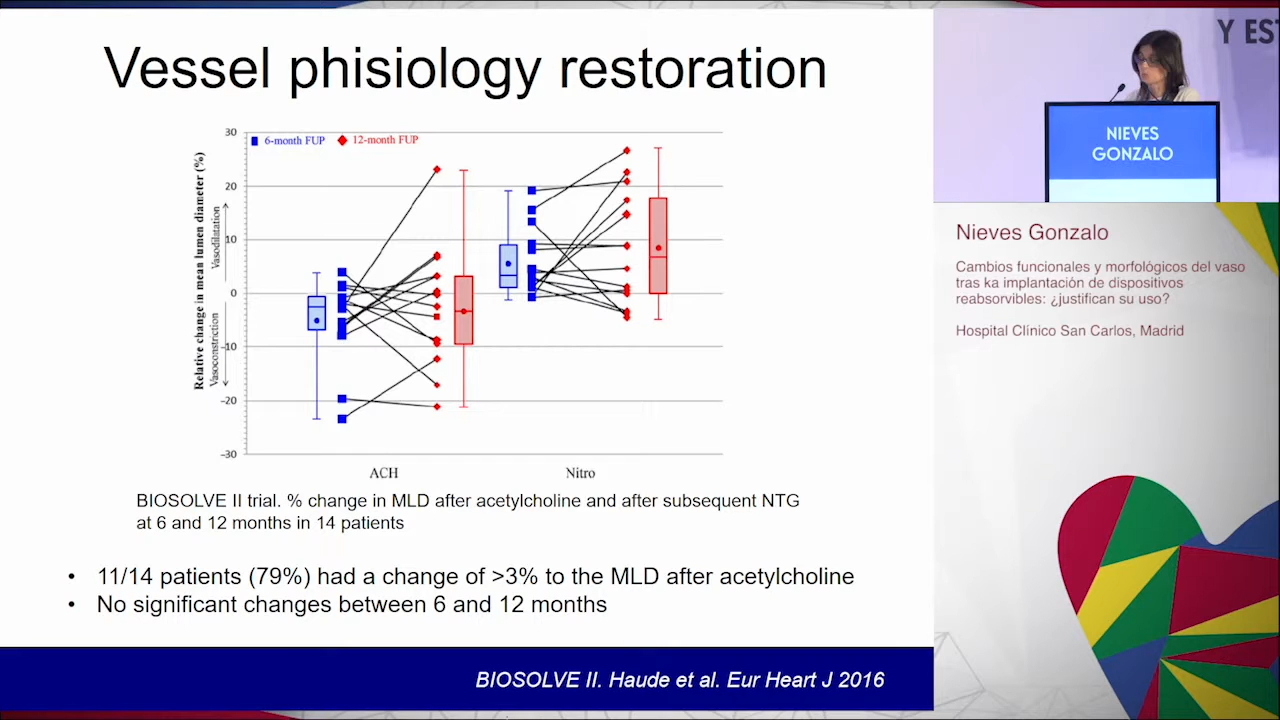 Vessel phisiology restoration
6-month FUP
12-month FUP
Relative change in mean lumen diameter (%)
Vasodilatation
Vasoconstriction
30
20
10
0
−10
−20
−30
ACH
Nitro
BIOSOLVE II trial. % change in MLD after acetylcholine and after subsequent NTG
at 6 and 12 months in 14 patients
• 11/14 patients (79%) had a change of >3% to the MLD after acetylcholine
• No significant changes between 6 and 12 months
BIOSOLVE II. Haude et al. Eur Heart J 2016
Y EST
NIEVES
GONZALO
Nieves Gonzalo
Cambios funcionales y morfológicos del vaso
tras ka implantación de dispositivos
reabsorvibles: ¿justifican su uso?
Hospital Clínico San Carlos, Madrid